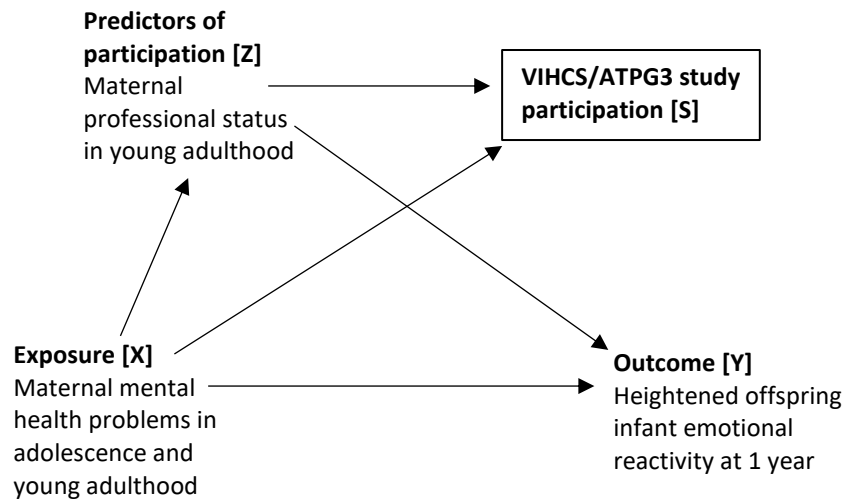 Predictors of
participation [Z]
Maternal
professional status
in young adulthood
VIHCS/ATPG3 study
participation [S]
Exposure [X]
Maternal mental
health problems in
adolescence and
young adulthood
Outcome [Y]
Heightened offspring
infant emotional
reactivity at 1 year